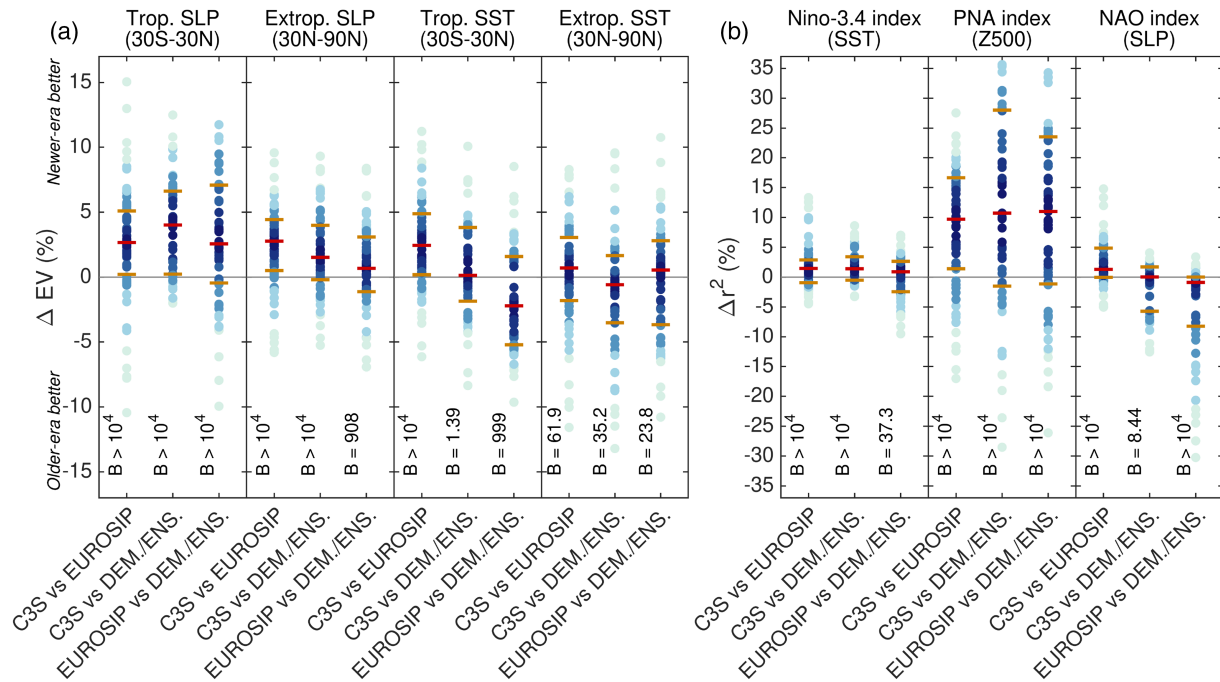 (a)
Trop. SLP
(30S-30N)
Extrop. SLP
(30N-90N)
Trop. SST
(30S-30N)
Extrop. SST
(30N-90N)
Newer-era better
Δ EV (%)
Older-era better
15
10
5
0
-5
-10
-15
B > 10^4
B > 10^4
B > 10^4
B > 10^4
B > 10^4
B = 908
B > 10^4
B = 1.39
B = 999
B = 61.9
B = 35.2
B = 23.8
C3S vs EUROSIP
C3S vs DEM./ENS.
EUROSIP vs DEM./ENS.
C3S vs EUROSIP
C3S vs DEM./ENS.
EUROSIP vs DEM./ENS.
C3S vs EUROSIP
C3S vs DEM./ENS.
EUROSIP vs DEM./ENS.
C3S vs EUROSIP
C3S vs DEM./ENS.
EUROSIP vs DEM./ENS.
(b)
Nino-3.4 index
(SST)
PNA index
(Z500)
NAO index
(SLP)
Δr² (%)
35
30
25
20
15
10
5
0
-5
-10
-15
-20
-25
-30
-35
B > 10^4
B > 10^4
B = 37.3
B > 10^4
B > 10^4
B > 10^4
B > 10^4
B = 8.44
B > 10^4
C3S vs EUROSIP
C3S vs DEM./ENS.
EUROSIP vs DEM./ENS.
C3S vs EUROSIP
C3S vs DEM./ENS.
EUROSIP vs DEM./ENS.
C3S vs EUROSIP
C3S vs DEM./ENS.
EUROSIP vs DEM./ENS.